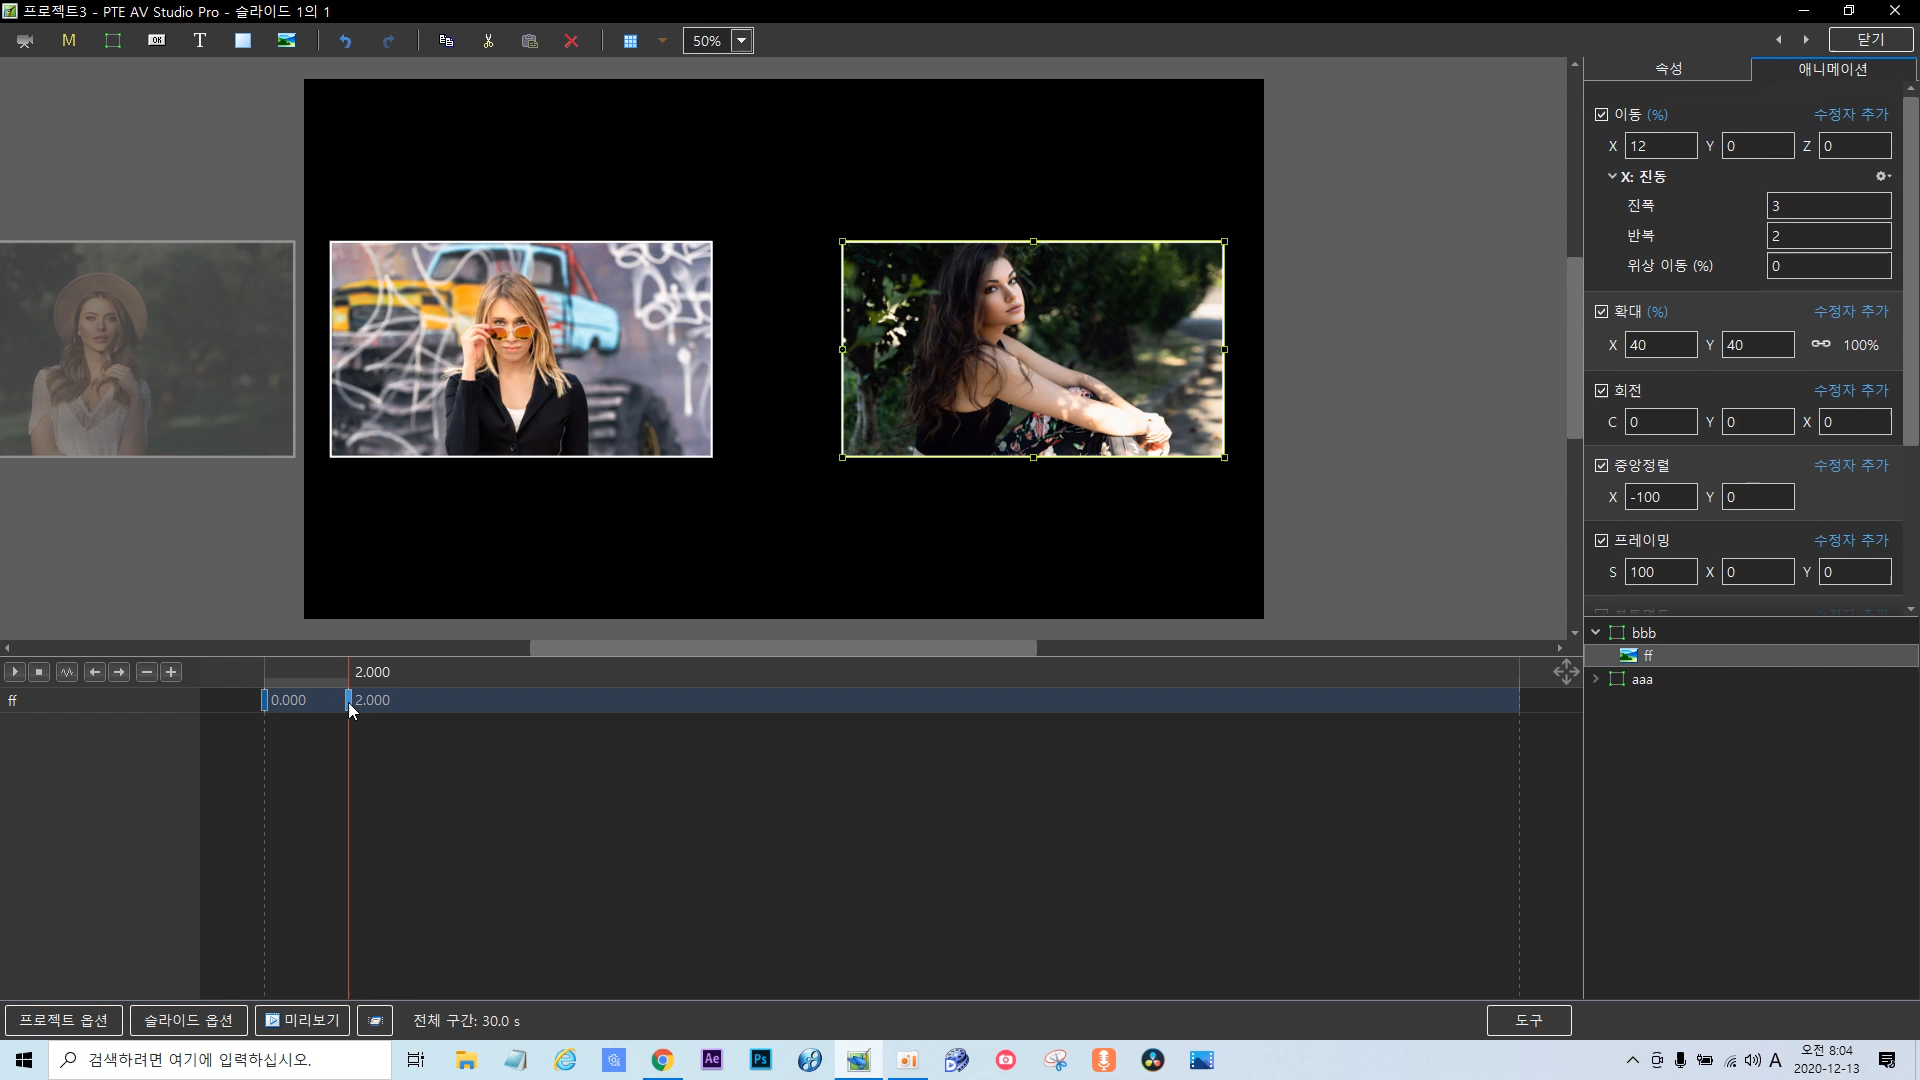 프로젝트3 - PTE AV Studio Pro - 슬라이드 1의 1
M
OK
T
50%
닫기
속성
애니메이션
이동 (%)
수정자 추가
X 12 Y 0 Z 0
X: 진동
진폭 3
반복 2
위상 이동 (%) 0
확대 (%)
수정자 추가
X 40 Y 40 100%
회전
수정자 추가
C 0 Y 0 X 0
중앙정렬
수정자 추가
X -100 Y 0
프레이밍
수정자 추가
S 100 X 0 Y 0
bbb
ff
aaa
2.000
ff
0.000
2.000
프로젝트 옵션
슬라이드 옵션
미리보기
전체 구간: 30.0 s
도구
검색하려면 여기에 입력하십시오.
Ae
Ps
A
오전 8:04
2020-12-13